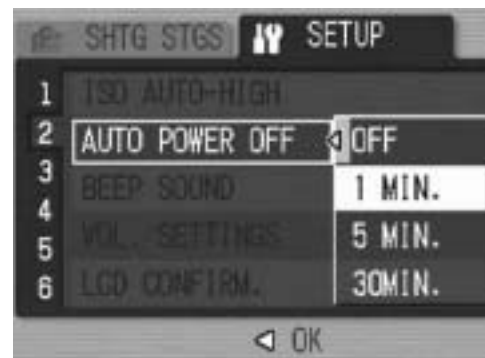 SHTG STGS SETUP
1 ISO AUTO-HIGH
2 AUTO POWER OFF OFF
3 BEEP SOUND 1 MIN.
4
5 VOL. SETTINGS 5 MIN.
6 LCD CONFIRM. 30MIN.
OK